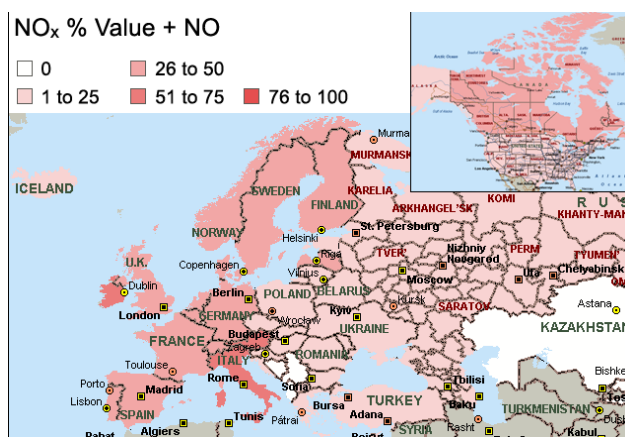 NOₓ % Value + NO
0
26 to 50
1 to 25
51 to 75
76 to 100
Murma
MURMANSK
ICELAND
SWEDEN
KARELIA
FINLAND
ARKHANGEL'SK
KOMI
R U S
KHANTY-MAN
NORWAY
Helsinki
St. Petersburg
U.K.
Riga
TVER'
Nizhniy
Novgorod
PERM'
TYUMEN
Copenhagen
Vilnius
Moscow
Ufa
Chelyabinsk
Dublin
Berlin
POLAND
BELARUS
London
GERMANY
Wrocław
Kyiv
Kursk
SARATOV
Astana
FRANCE
Budapest
UKRAINE
KAZAKHSTAN
Zagreb
ITALY
ROMANIA
Toulouse
Porto
Madrid
Rome
Sofia
Tbilisi
Bishke
Lisbon
SPAIN
Bursa
TURKEY
Baku
TURKMENISTAN
Tunis
Pátrai
Adana
Rasht
Rabat
Algiers
SYRIA
Kabul